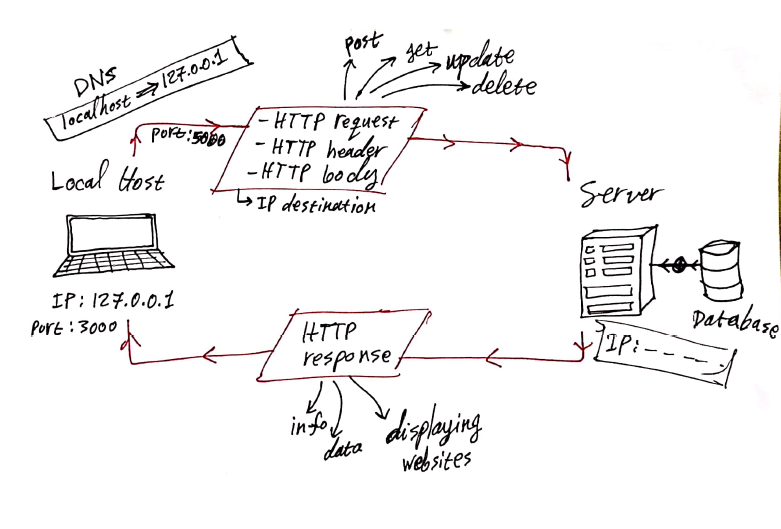 DNS
localhost ⇒ 127.0.0.1
post
get
update
delete
port: 5000
- HTTP request
- HTTP header
- HTTP body
IP destination
Local Host
IP: 127.0.0.1
port: 3000
Server
Database
IP: - - - - -
HTTP
response
info
data
displaying
websites